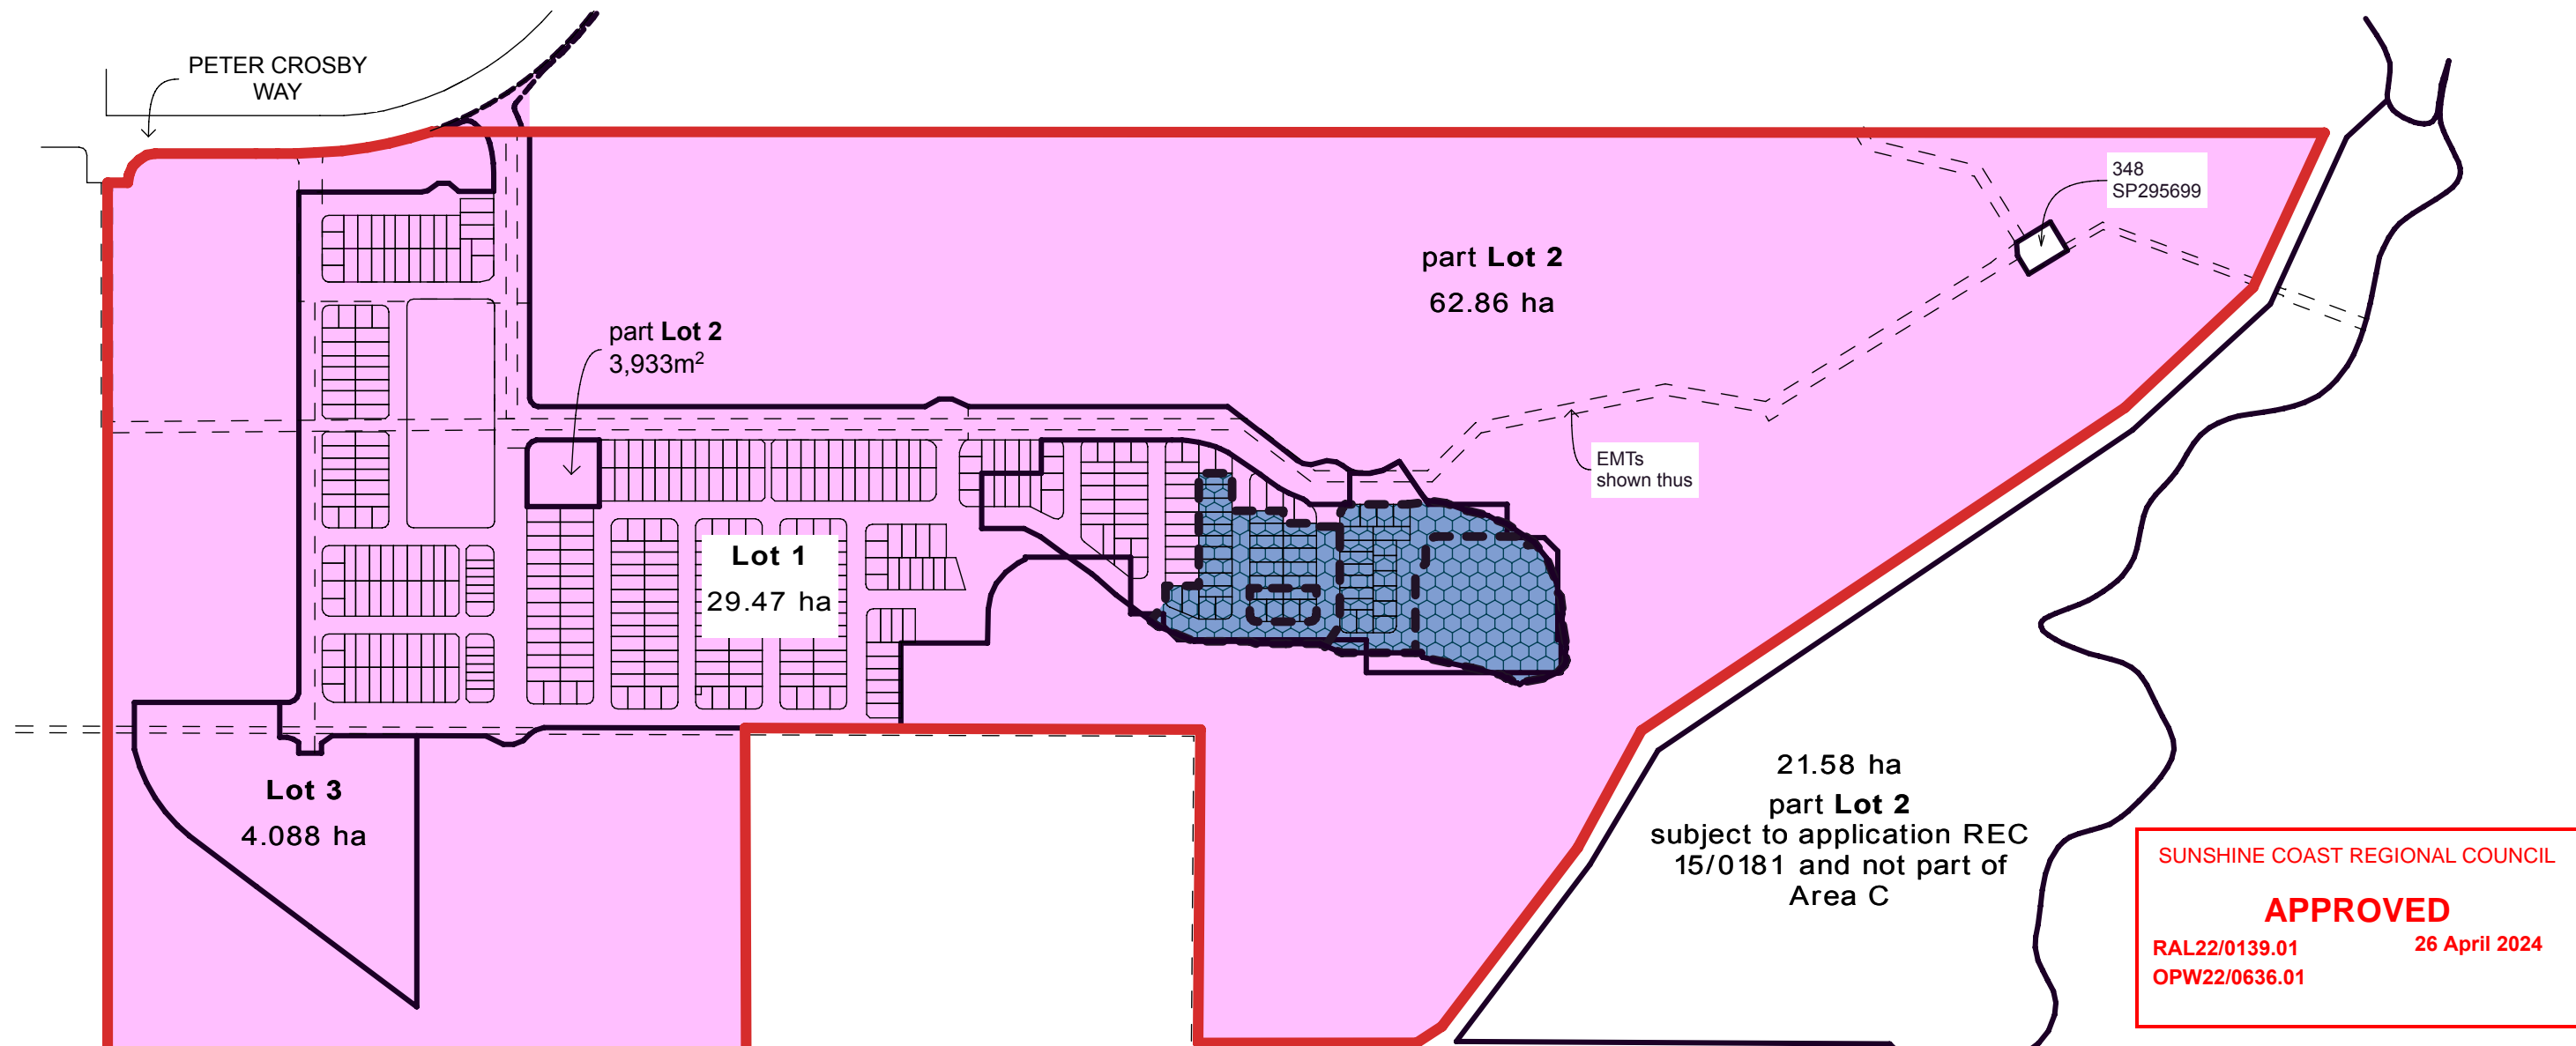 PETER CROSBY
WAY
348
SP295699
part Lot 2
62.86 ha
part Lot 2
3,933m²
EMTs
shown thus
Lot 1
29.47 ha
Lot 3
4.088 ha
21.58 ha
part Lot 2
subject to application REC
15/0181 and not part of
Area C
SUNSHINE COAST REGIONAL COUNCIL
APPROVED
RAL22/0139.01
26 April 2024
OPW22/0636.01